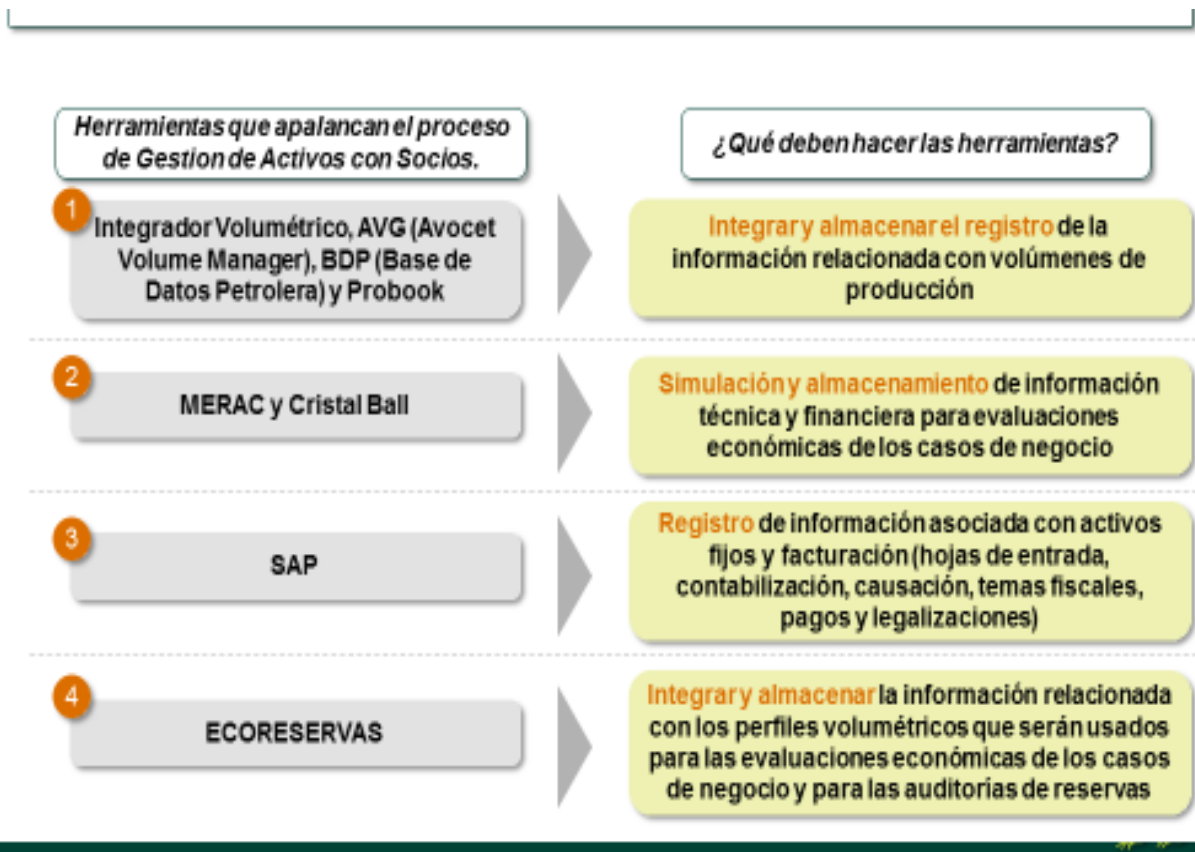 Herramientas que apalancan el proceso
de Gestion de Activos con Socios.
¿Qué deben hacer las herramientas?
1
Integrador Volumétrico, AVG (Avocet
Volume Manager), BDP (Base de
Datos Petrolera) y Probook
Integrar y almacenar el registro de la
información relacionada con volúmenes de
producción
2
MERAC y Cristal Ball
Simulación y almacenamiento de información
técnica y financiera para evaluaciones
económicas de los casos de negocio
3
SAP
Registro de información asociada con activos
fijos y facturación (hojas de entrada,
contabilización, causación, temas fiscales,
pagos y legalizaciones)
4
ECORESERVAS
Integrar y almacenar la información relacionada
con los perfiles volumétricos que serán usados
para las evaluaciones económicas de los casos
de negocio y para las auditorías de reservas